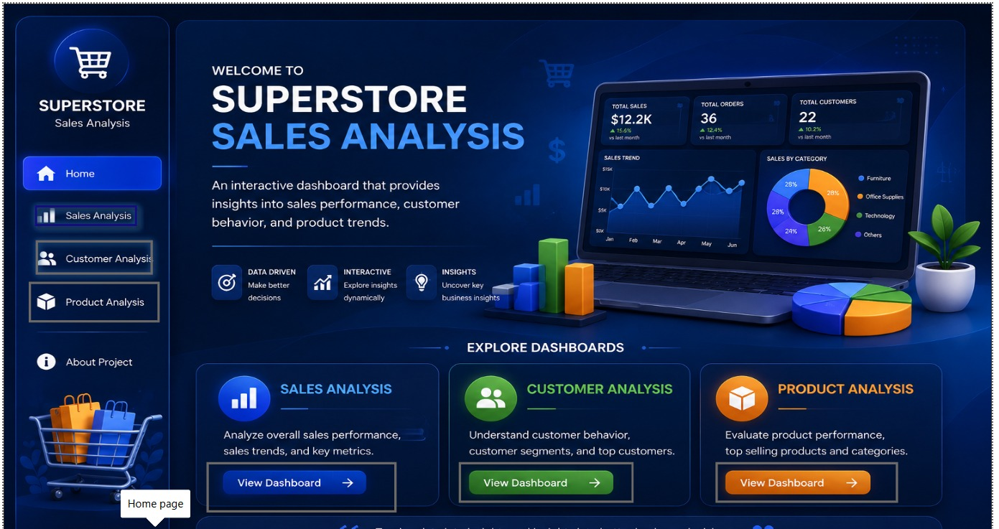 SUPERSTORE
Sales Analysis
Home
Sales Analysis
Customer Analysis
Product Analysis
About Project
Home page
WELCOME TO
SUPERSTORE
SALES ANALYSIS
An interactive dashboard that provides
insights into sales performance, customer
behavior, and product trends.
DATA DRIVEN
Make better
decisions
INTERACTIVE
Explore insights
dynamically
INSIGHTS
Uncover key
business insights
TOTAL SALES
$12.2K
▲ 15.6%
vs last month
TOTAL ORDERS
36
▲ 12.4%
vs last month
TOTAL CUSTOMERS
22
▲ 10.2%
vs last month
SALES TREND
$15K
$10K
$5K
$0K
Jan Feb Mar Apr May Jun
SALES BY CATEGORY
28%
28%
28%
24%
26%
Furniture
Office Supplies
Technology
Others
EXPLORE DASHBOARDS
SALES ANALYSIS
Analyze overall sales performance,
sales trends, and key metrics.
View Dashboard →
CUSTOMER ANALYSIS
Understand customer behavior,
customer segments, and top customers.
View Dashboard →
PRODUCT ANALYSIS
Evaluate product performance,
top selling products and categories.
View Dashboard →